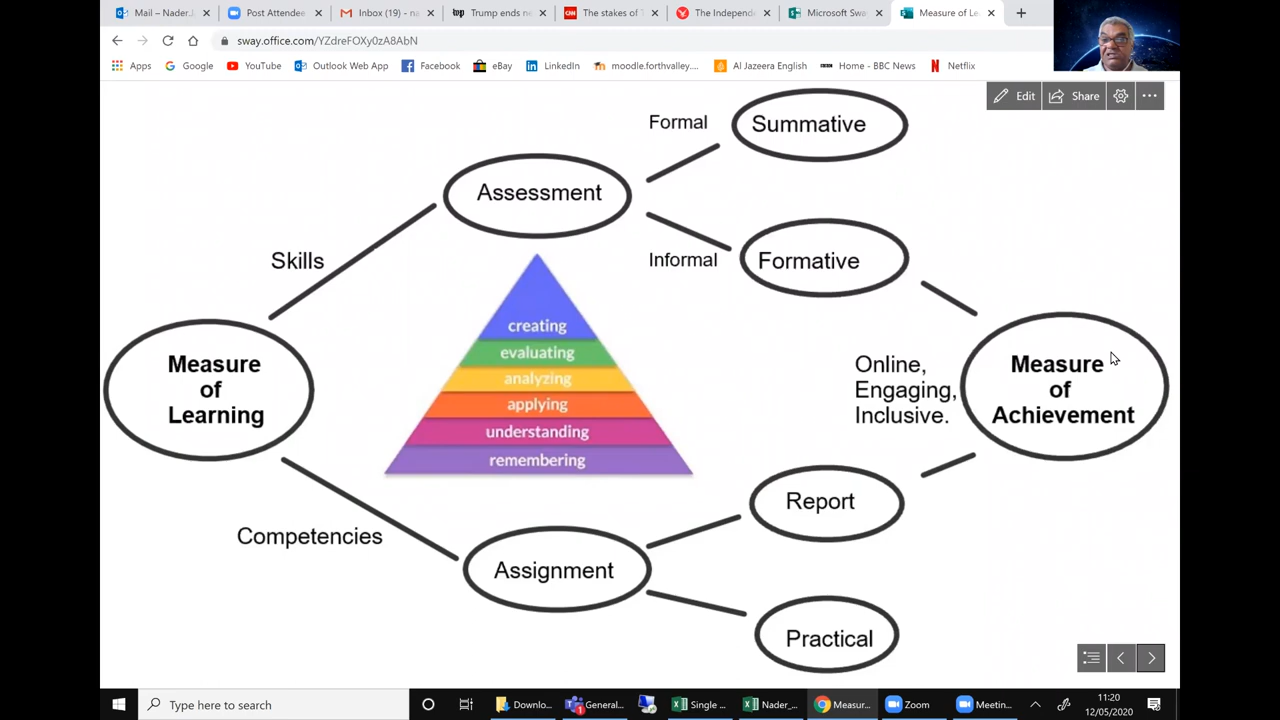 Mail – Nader.
Post Attendee
Inbox (19) - n
Trump ends n
The stakes of
The Independ
Microsoft Swa
Measure of Le
sway.office.com/YZdreFOXy0zA8AbN
Apps
Google
YouTube
Outlook Web App
Facebook
eBay
LinkedIn
moodle.forthvalley....
Al Jazeera English
Home - BBC News
Netflix
Edit
Share
Formal
Summative
Assessment
Skills
Informal
Formative
creating
evaluating
analyzing
applying
understanding
remembering
Measure
of
Learning
Online,
Engaging,
Inclusive.
Measure
of
Achievement
Competencies
Assignment
Report
Practical
Type here to search
Downlo...
General...
Single ...
Nader_...
Measur...
Zoom
Meetin...
11:20
12/05/2020